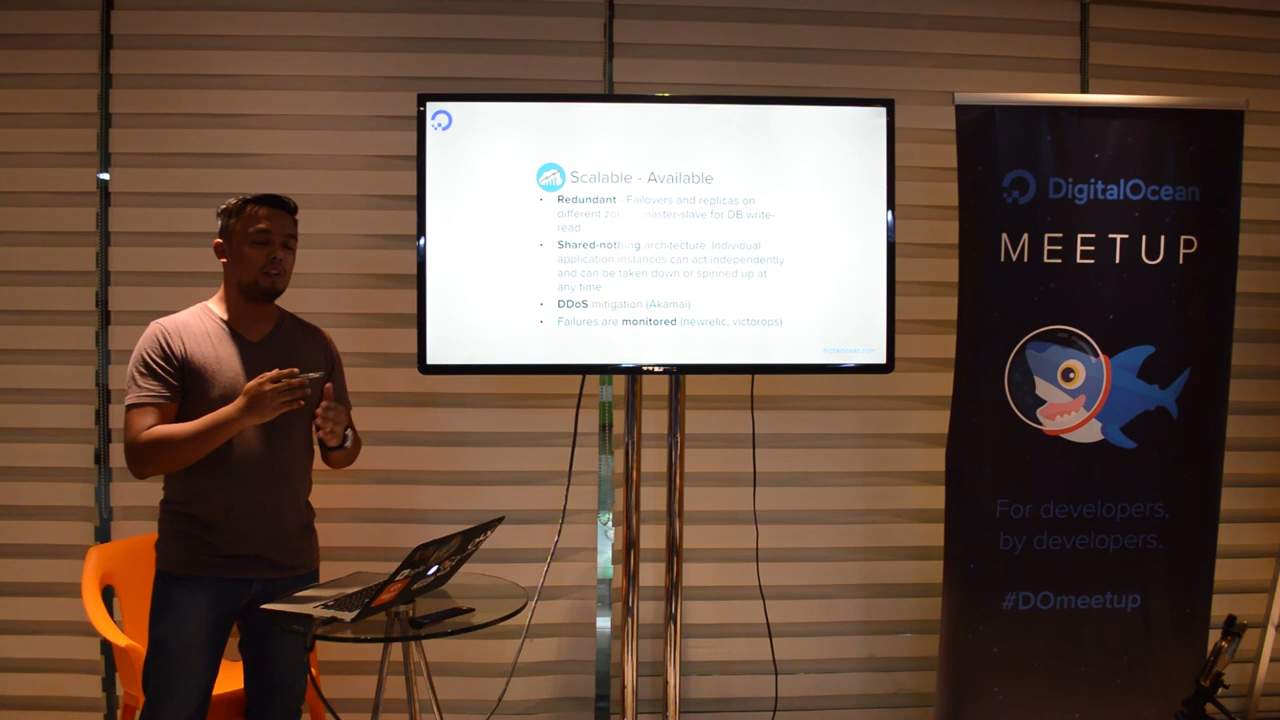 Scalable - Available
• Redundant - Failovers and replicas on
different master-slave for DB write-
read
• Shared-nothing architecture. Individual
application instances can act independently
and can be taken down or spinned up at
any time
• DDoS mitigation (Akamai)
• Failures are monitored (newrelic, victorops)
digitalocean.com
DigitalOcean
MEETUP
For developers,
by developers.
#DOmeetup